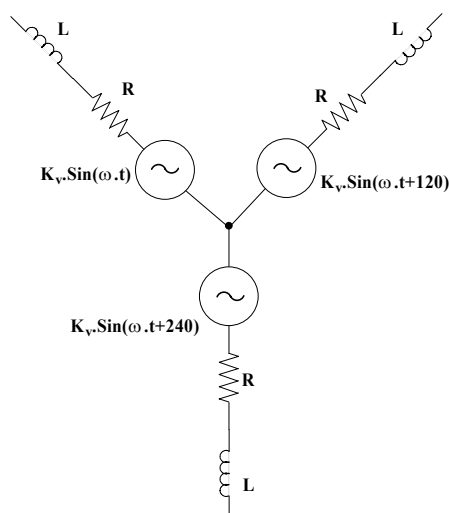 L
L
R
R
Kv.Sin(ω.t)
Kv.Sin(ω.t+120)
Kv.Sin(ω.t+240)
R
L